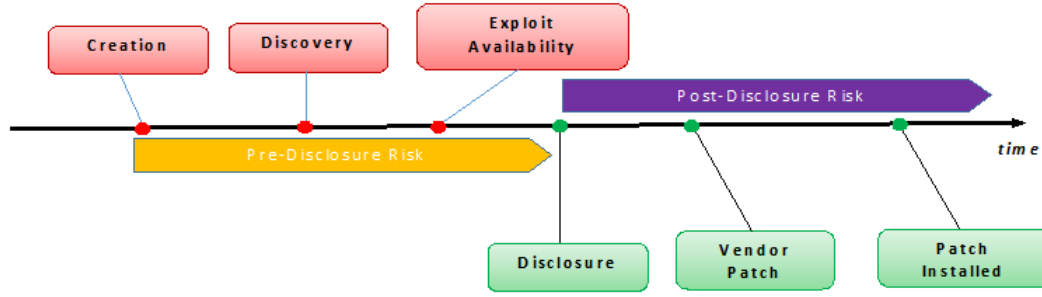 Creation
Discovery
Exploit
Availability
Post-Disclosure Risk
Pre-Disclosure Risk
time
Disclosure
Vendor
Patch
Patch
Installed